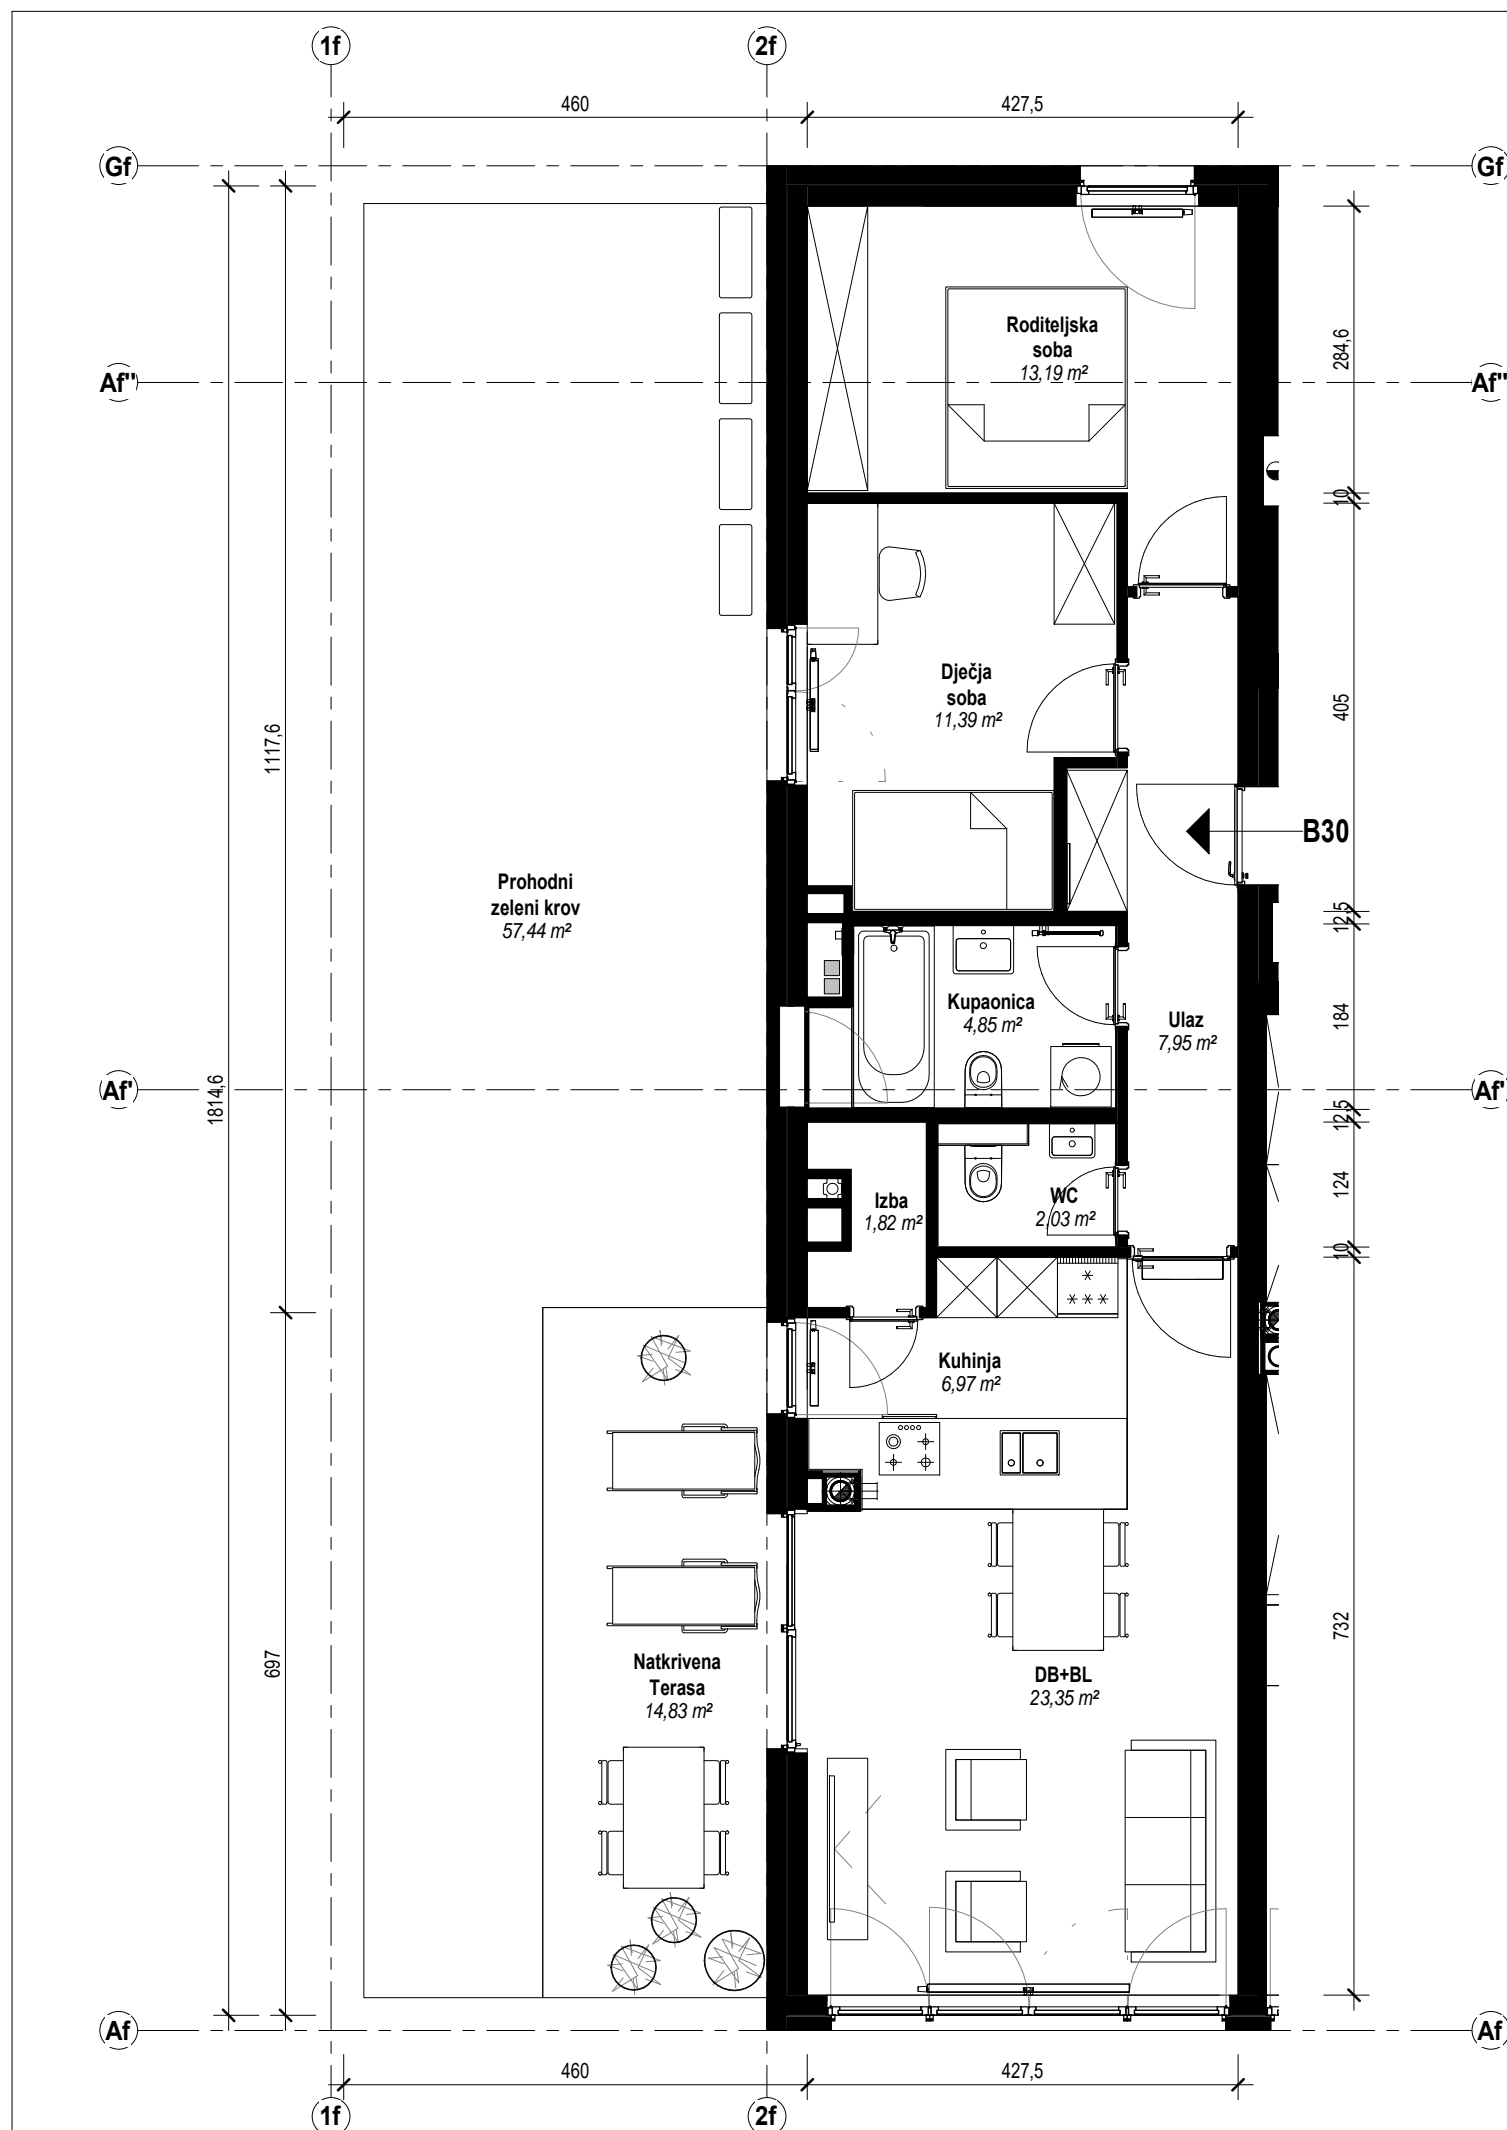 1f
2f
460
427,5
Gf
Gf
Roditeljska
soba
13,19 m²
284,6
Af''
Af''
10
Dječja
soba
11,39 m²
405
1117,6
B30
Prohodni
zeleni krov
57,44 m²
12,5
Kupaonica
4,85 m²
Ulaz
7,95 m²
184
Af'
1814,6
Af'
12,5
Izba
1,82 m²
WC
2,03 m²
124
10
Kuhinja
6,97 m²
732
697
Natkrivena
Terasa
14,83 m²
DB+BL
23,35 m²
Af
Af
460
427,5
1f
2f